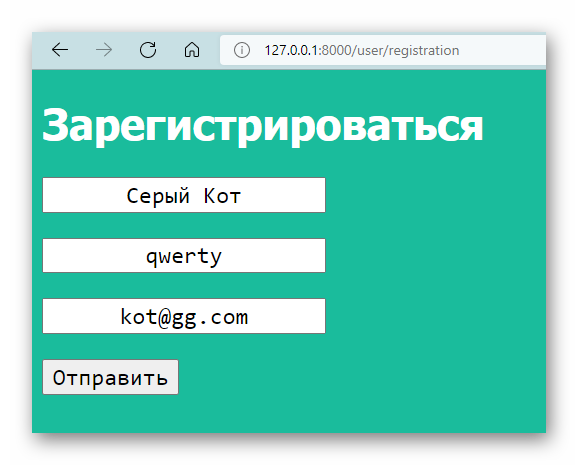 127.0.0.1:8000/user/registration
Зарегистрироваться
Серый Кот
qwerty
kot@gg.com
Отправить